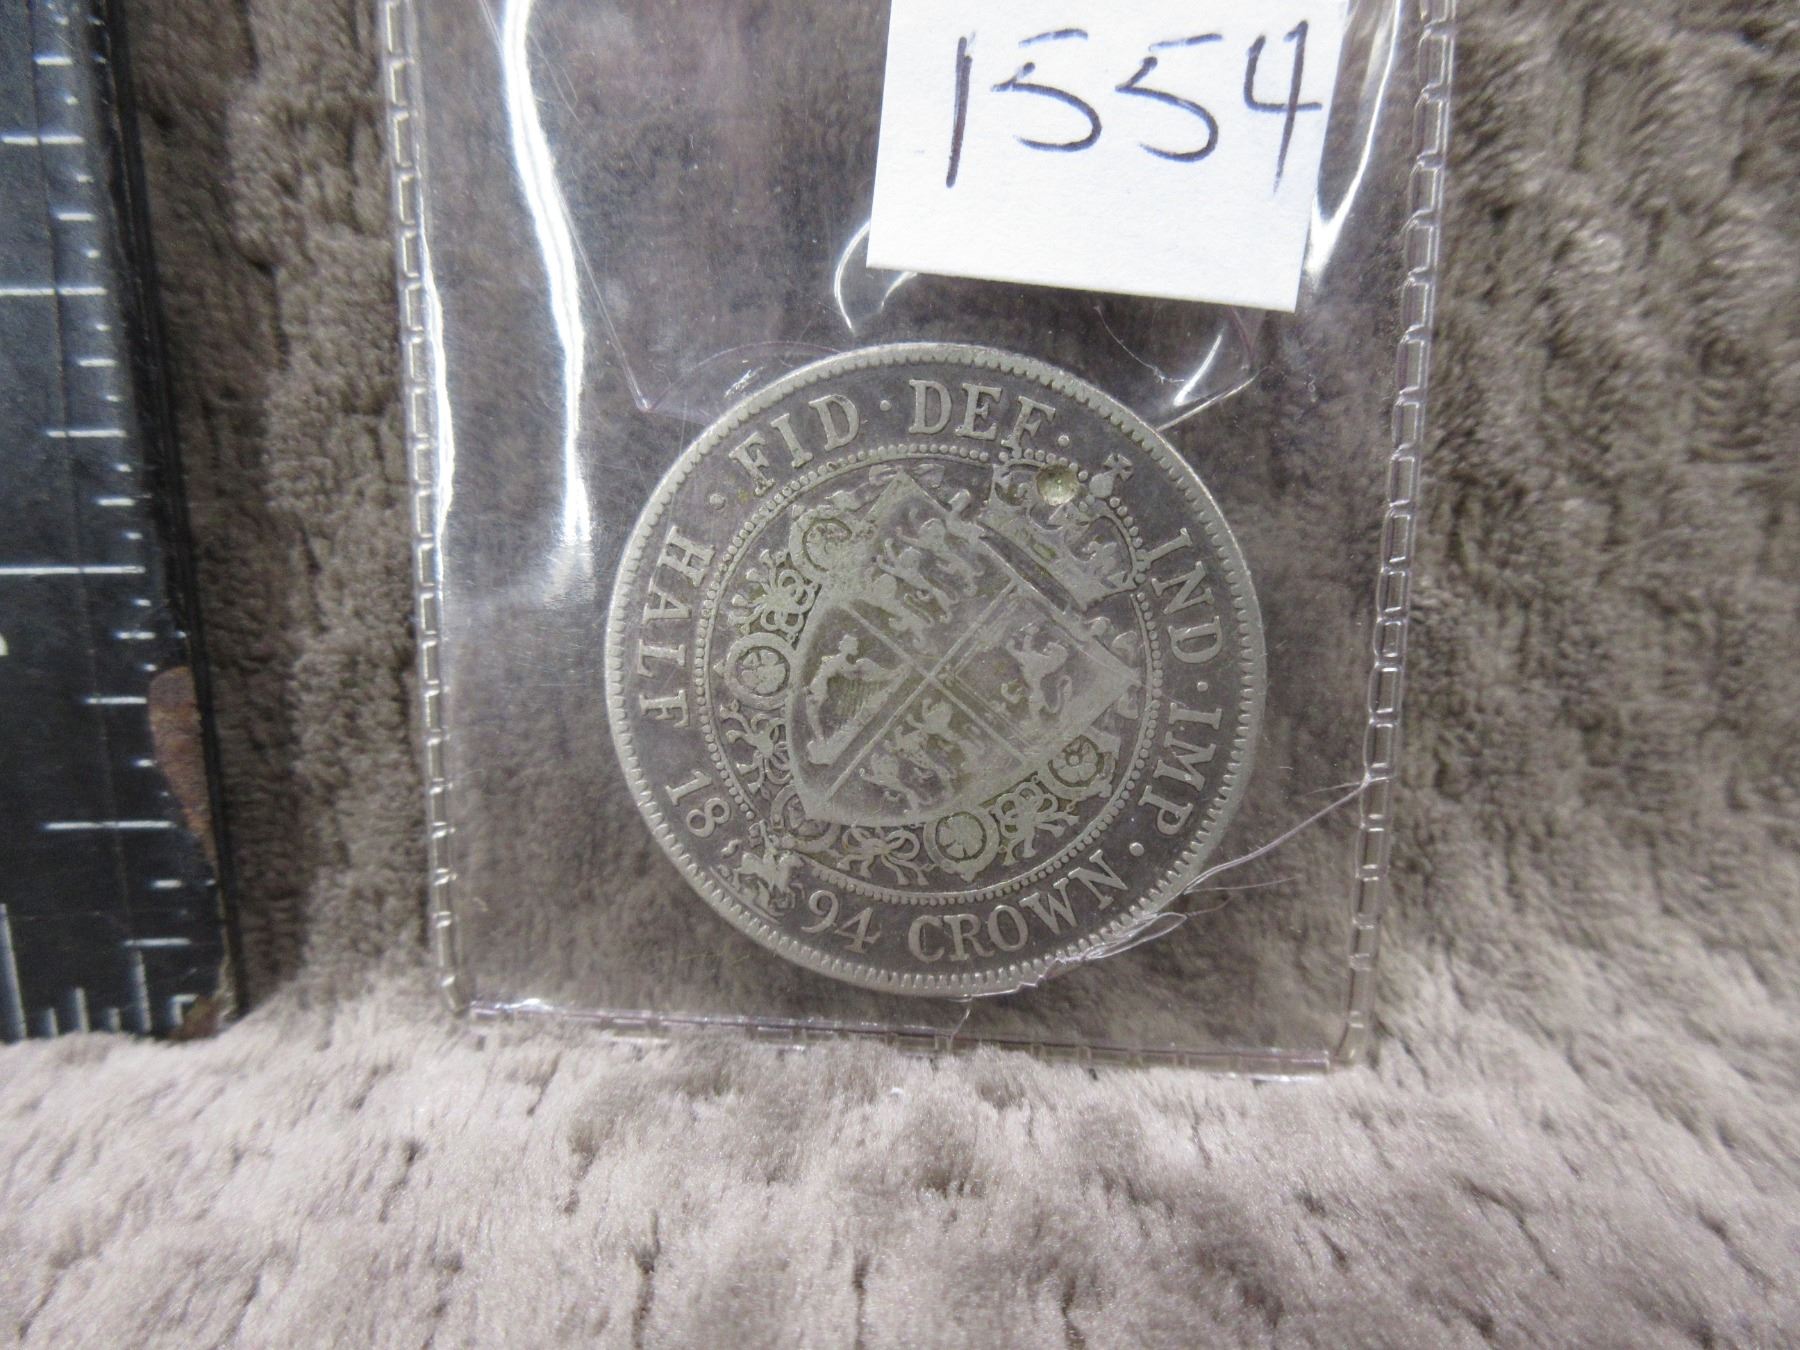 1554
FID · DEF · IND · IMP ·
HALF 18 94 CROWN